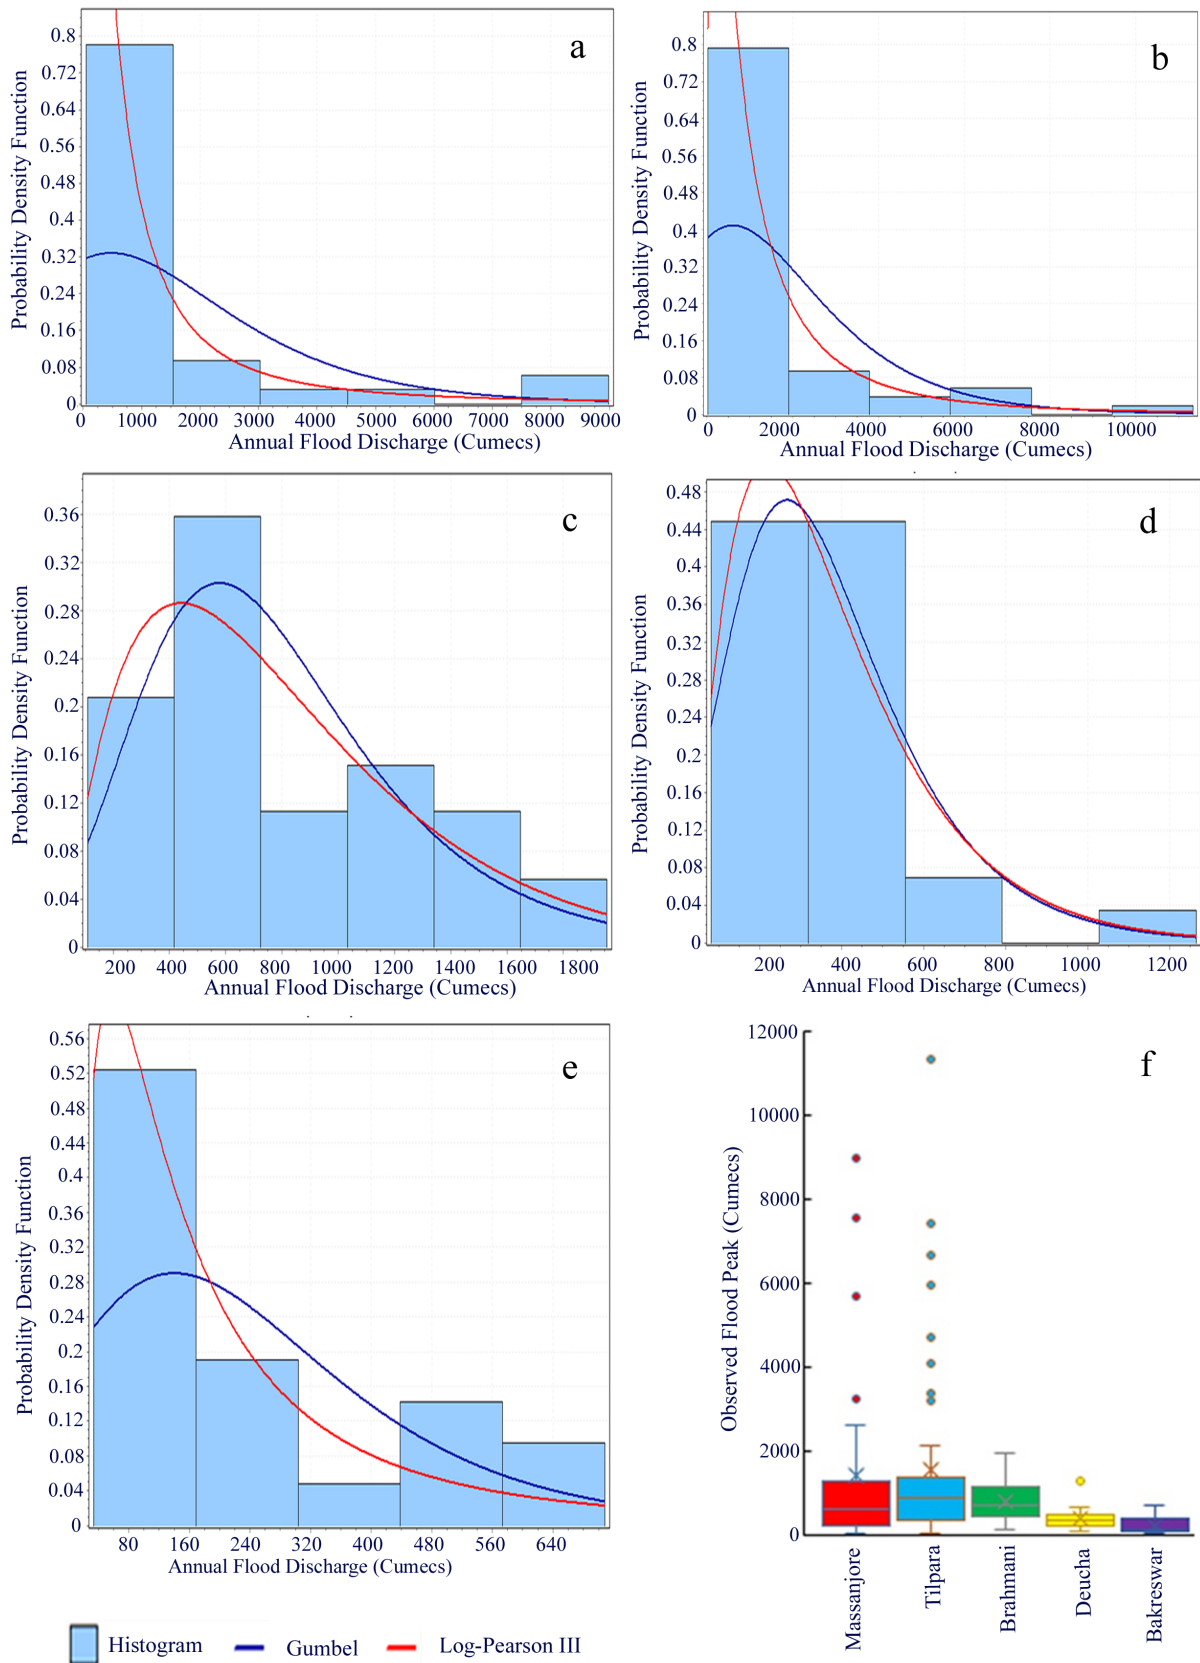 a
Probability Density Function
0.8
0.72
0.64
0.56
0.48
0.4
0.32
0.24
0.16
0.08
0
0 1000 2000 3000 4000 5000 6000 7000 8000 9000
Annual Flood Discharge (Cumecs)
b
Probability Density Function
0.8
0.72
0.64
0.56
0.48
0.4
0.32
0.24
0.16
0.08
0
0 2000 4000 6000 8000 10000
Annual Flood Discharge (Cumecs)
c
Probability Density Function
0.36
0.32
0.28
0.24
0.2
0.16
0.12
0.08
0.04
0
200 400 600 800 1000 1200 1400 1600 1800
Annual Flood Discharge (Cumecs)
d
Probability Density Function
0.48
0.44
0.4
0.36
0.32
0.28
0.24
0.2
0.16
0.12
0.08
0.04
0
200 400 600 800 1000 1200
Annual Flood Discharge (Cumecs)
e
Probability Density Function
0.56
0.52
0.48
0.44
0.4
0.36
0.32
0.28
0.24
0.2
0.16
0.12
0.08
0.04
0
80 160 240 320 400 480 560 640
Annual Flood Discharge (Cumecs)
f
Observed Flood Peak (Cumecs)
12000
10000
8000
6000
4000
2000
0
Massanjore
Tilpara
Brahmani
Deucha
Bakreswar
Histogram Gumbel Log-Pearson III